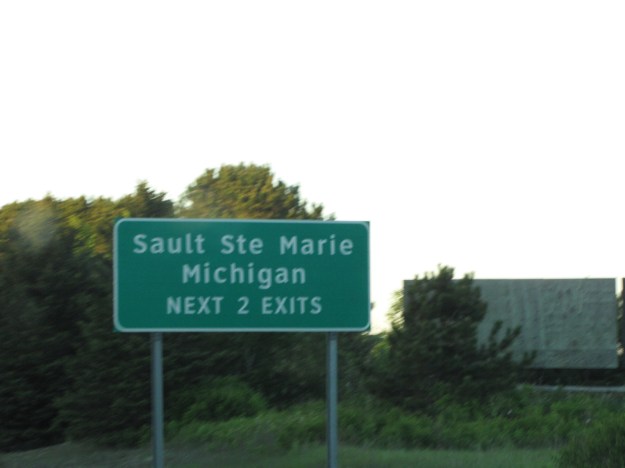 Sault Ste Marie
Michigan
NEXT 2 EXITS